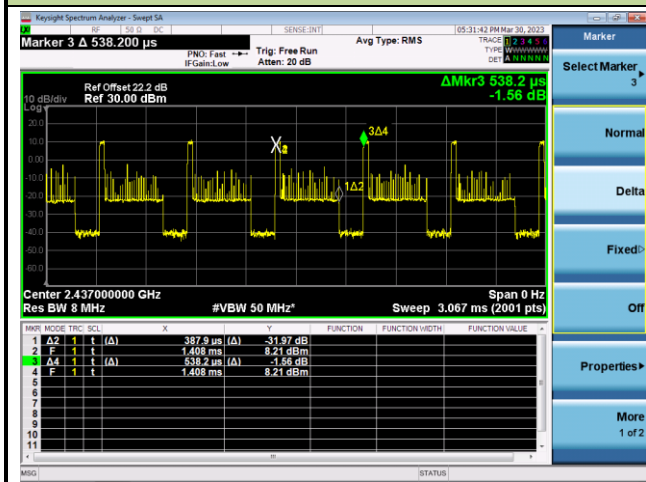 Keysight Spectrum Analyzer - Swept SA
RF 50 Ω DC SENSE:INT 05:31:42 PM Mar 30, 2023
Marker 3 Δ 538.200 µs
PNO: Fast
IFGain:Low
Trig: Free Run
Atten: 20 dB
Avg Type: RMS
TRACE 1 2 3 4 5 6
TYPE WWWWWW
DET A N N N N N
Ref Offset 22.2 dB
10 dB/div Ref 30.00 dBm
Log
ΔMkr3 538.2 µs
-1.56 dB
20.0
10.0
0.00
-10.0
-20.0
-30.0
-40.0
-50.0
-60.0
3Δ4
1Δ2
Center 2.437000000 GHz Span 0 Hz
Res BW 8 MHz #VBW 50 MHz* Sweep 3.067 ms (2001 pts)
MKR MODE TRC SCL X Y FUNCTION FUNCTION WIDTH FUNCTION VALUE
1 Δ2 1 t (Δ) 387.9 µs (Δ) -31.97 dB
2 F 1 t 1.408 ms 8.21 dBm
3 Δ4 1 t (Δ) 538.2 µs (Δ) -1.56 dB
4 F 1 t 1.408 ms 8.21 dBm
5
6
7
8
9
10
11
MSG STATUS
Marker
Select Marker
3
Normal
Delta
Fixed
Off
Properties
More
1 of 2